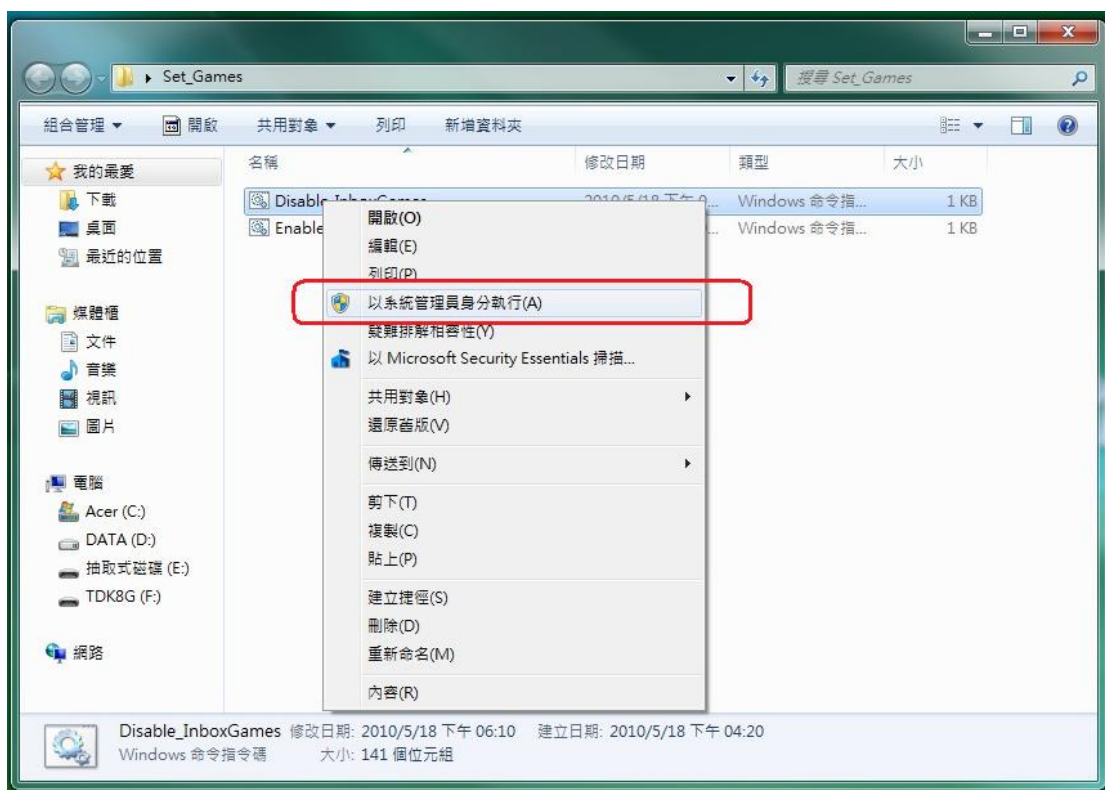 Set_Games
搜尋 Set_Games
組合管理 開啟 共用對象 列印 新增資料夾
我的最愛
下載
桌面
最近的位置
媒體櫃
文件
音樂
視訊
圖片
電腦
Acer (C:)
DATA (D:)
抽取式磁碟 (E:)
TDK8G (F:)
網路
名稱 修改日期 類型 大小
Disable_InboxGames 2010/5/18 下午 0... Windows 命令指... 1 KB
Enable ... Windows 命令指... 1 KB
開啟(O)
編輯(E)
列印(P)
以系統管理員身分執行(A)
疑難排解相容性(Y)
以 Microsoft Security Essentials 掃描...
共用對象(H)
還原舊版(V)
傳送到(N)
剪下(T)
複製(C)
貼上(P)
建立捷徑(S)
刪除(D)
重新命名(M)
內容(R)
Disable_InboxGames 修改日期: 2010/5/18 下午 06:10 建立日期: 2010/5/18 下午 04:20
Windows 命令指令碼 大小: 141 個位元組